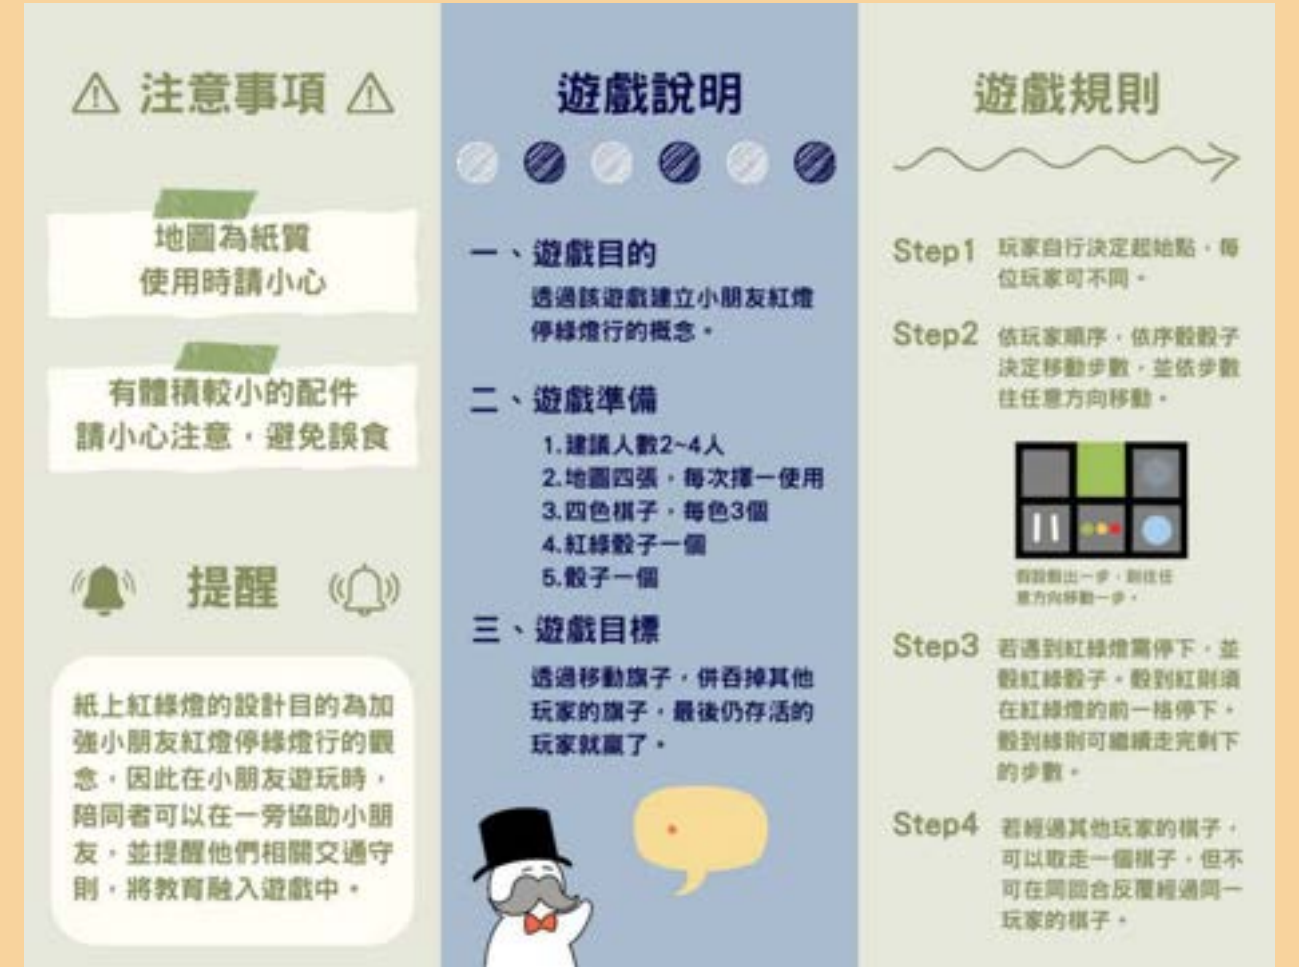 注意事項
地圖為紙質
使用時請小心
有體積較小的配件
請小心注意，避免誤食
提醒
紙上紅綠燈的設計目的為加
強小朋友紅燈停綠燈行的觀
念，因此在小朋友遊玩時，
陪同者可以在一旁協助小朋
友，並提醒他們相關交通守
則，將教育融入遊戲中。
遊戲說明
一、遊戲目的
透過該遊戲建立小朋友紅燈
停綠燈行的概念。
二、遊戲準備
1.建議人數2~4人
2.地圖四張，每次擇一使用
3.四色棋子，每色3個
4.紅綠骰子一個
5.骰子一個
三、遊戲目標
透過移動旗子，併吞掉其他
玩家的旗子，最後仍存活的
玩家就贏了。
遊戲規則
Step1 玩家自行決定起始點，每
位玩家可不同。
Step2 依玩家順序，依序骰骰子
決定移動步數，並依步數
往任意方向移動。
假設骰出一步，則往任
意方向移動一步。
Step3 若遇到紅綠燈需停下，並
骰紅綠骰子。骰到紅則須
在紅綠燈的前一格停下。
骰到綠則可繼續走完剩下
的步數。
Step4 若經過其他玩家的棋子，
可以取走一個棋子，但不
可在同回合反覆經過同一
玩家的棋子。